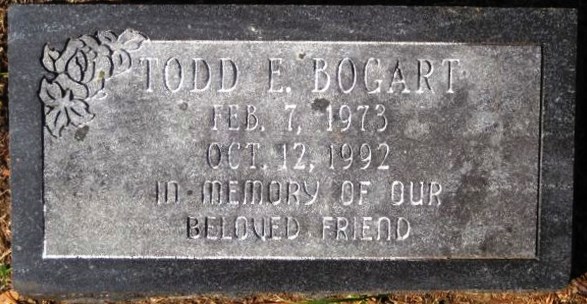 TODD E. BOGART
FEB. 7, 1973
OCT. 12, 1992
IN MEMORY OF OUR
BELOVED FRIEND